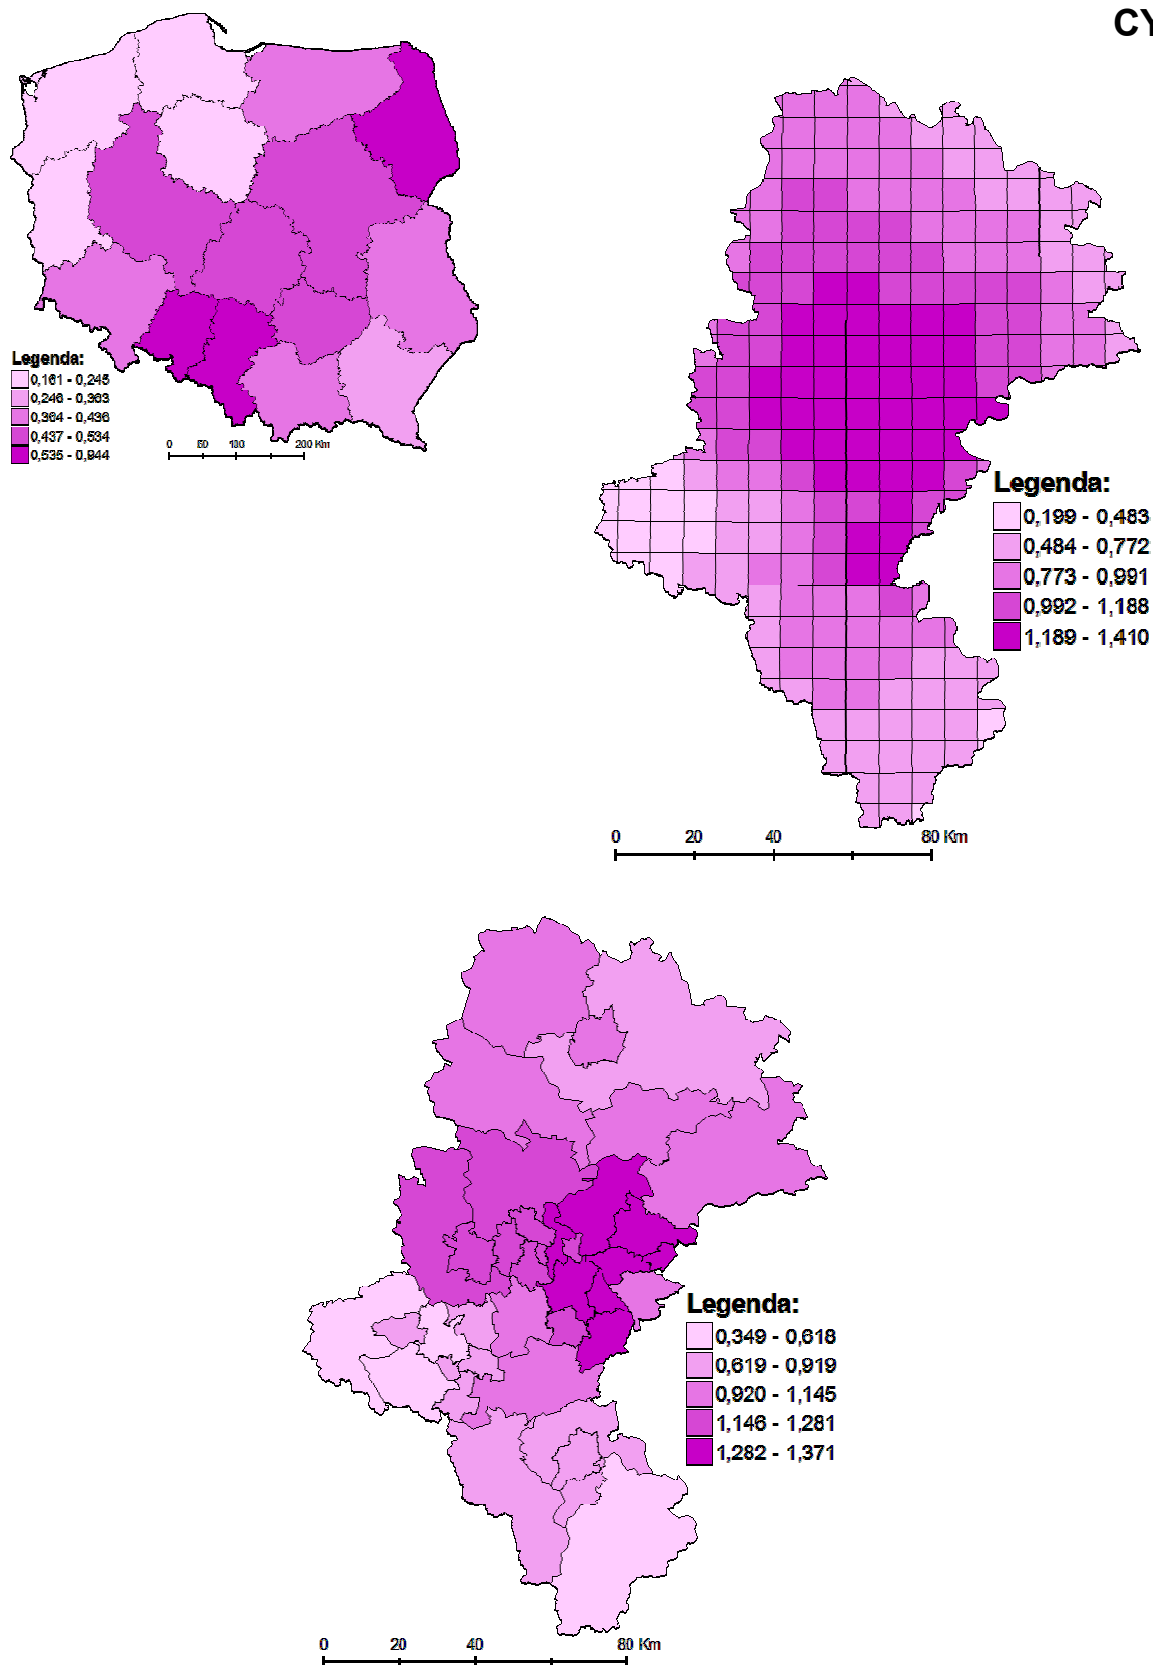 CY
Legenda:
0,161 - 0,245
0,246 - 0,363
0,364 - 0,436
0,437 - 0,534
0,535 - 0,944
0 50 100 200 Km
Legenda:
0,199 - 0,483
0,484 - 0,772
0,773 - 0,991
0,992 - 1,188
1,189 - 1,410
0 20 40 80 Km
Legenda:
0,349 - 0,618
0,619 - 0,919
0,920 - 1,145
1,146 - 1,281
1,282 - 1,371
0 20 40 80 Km